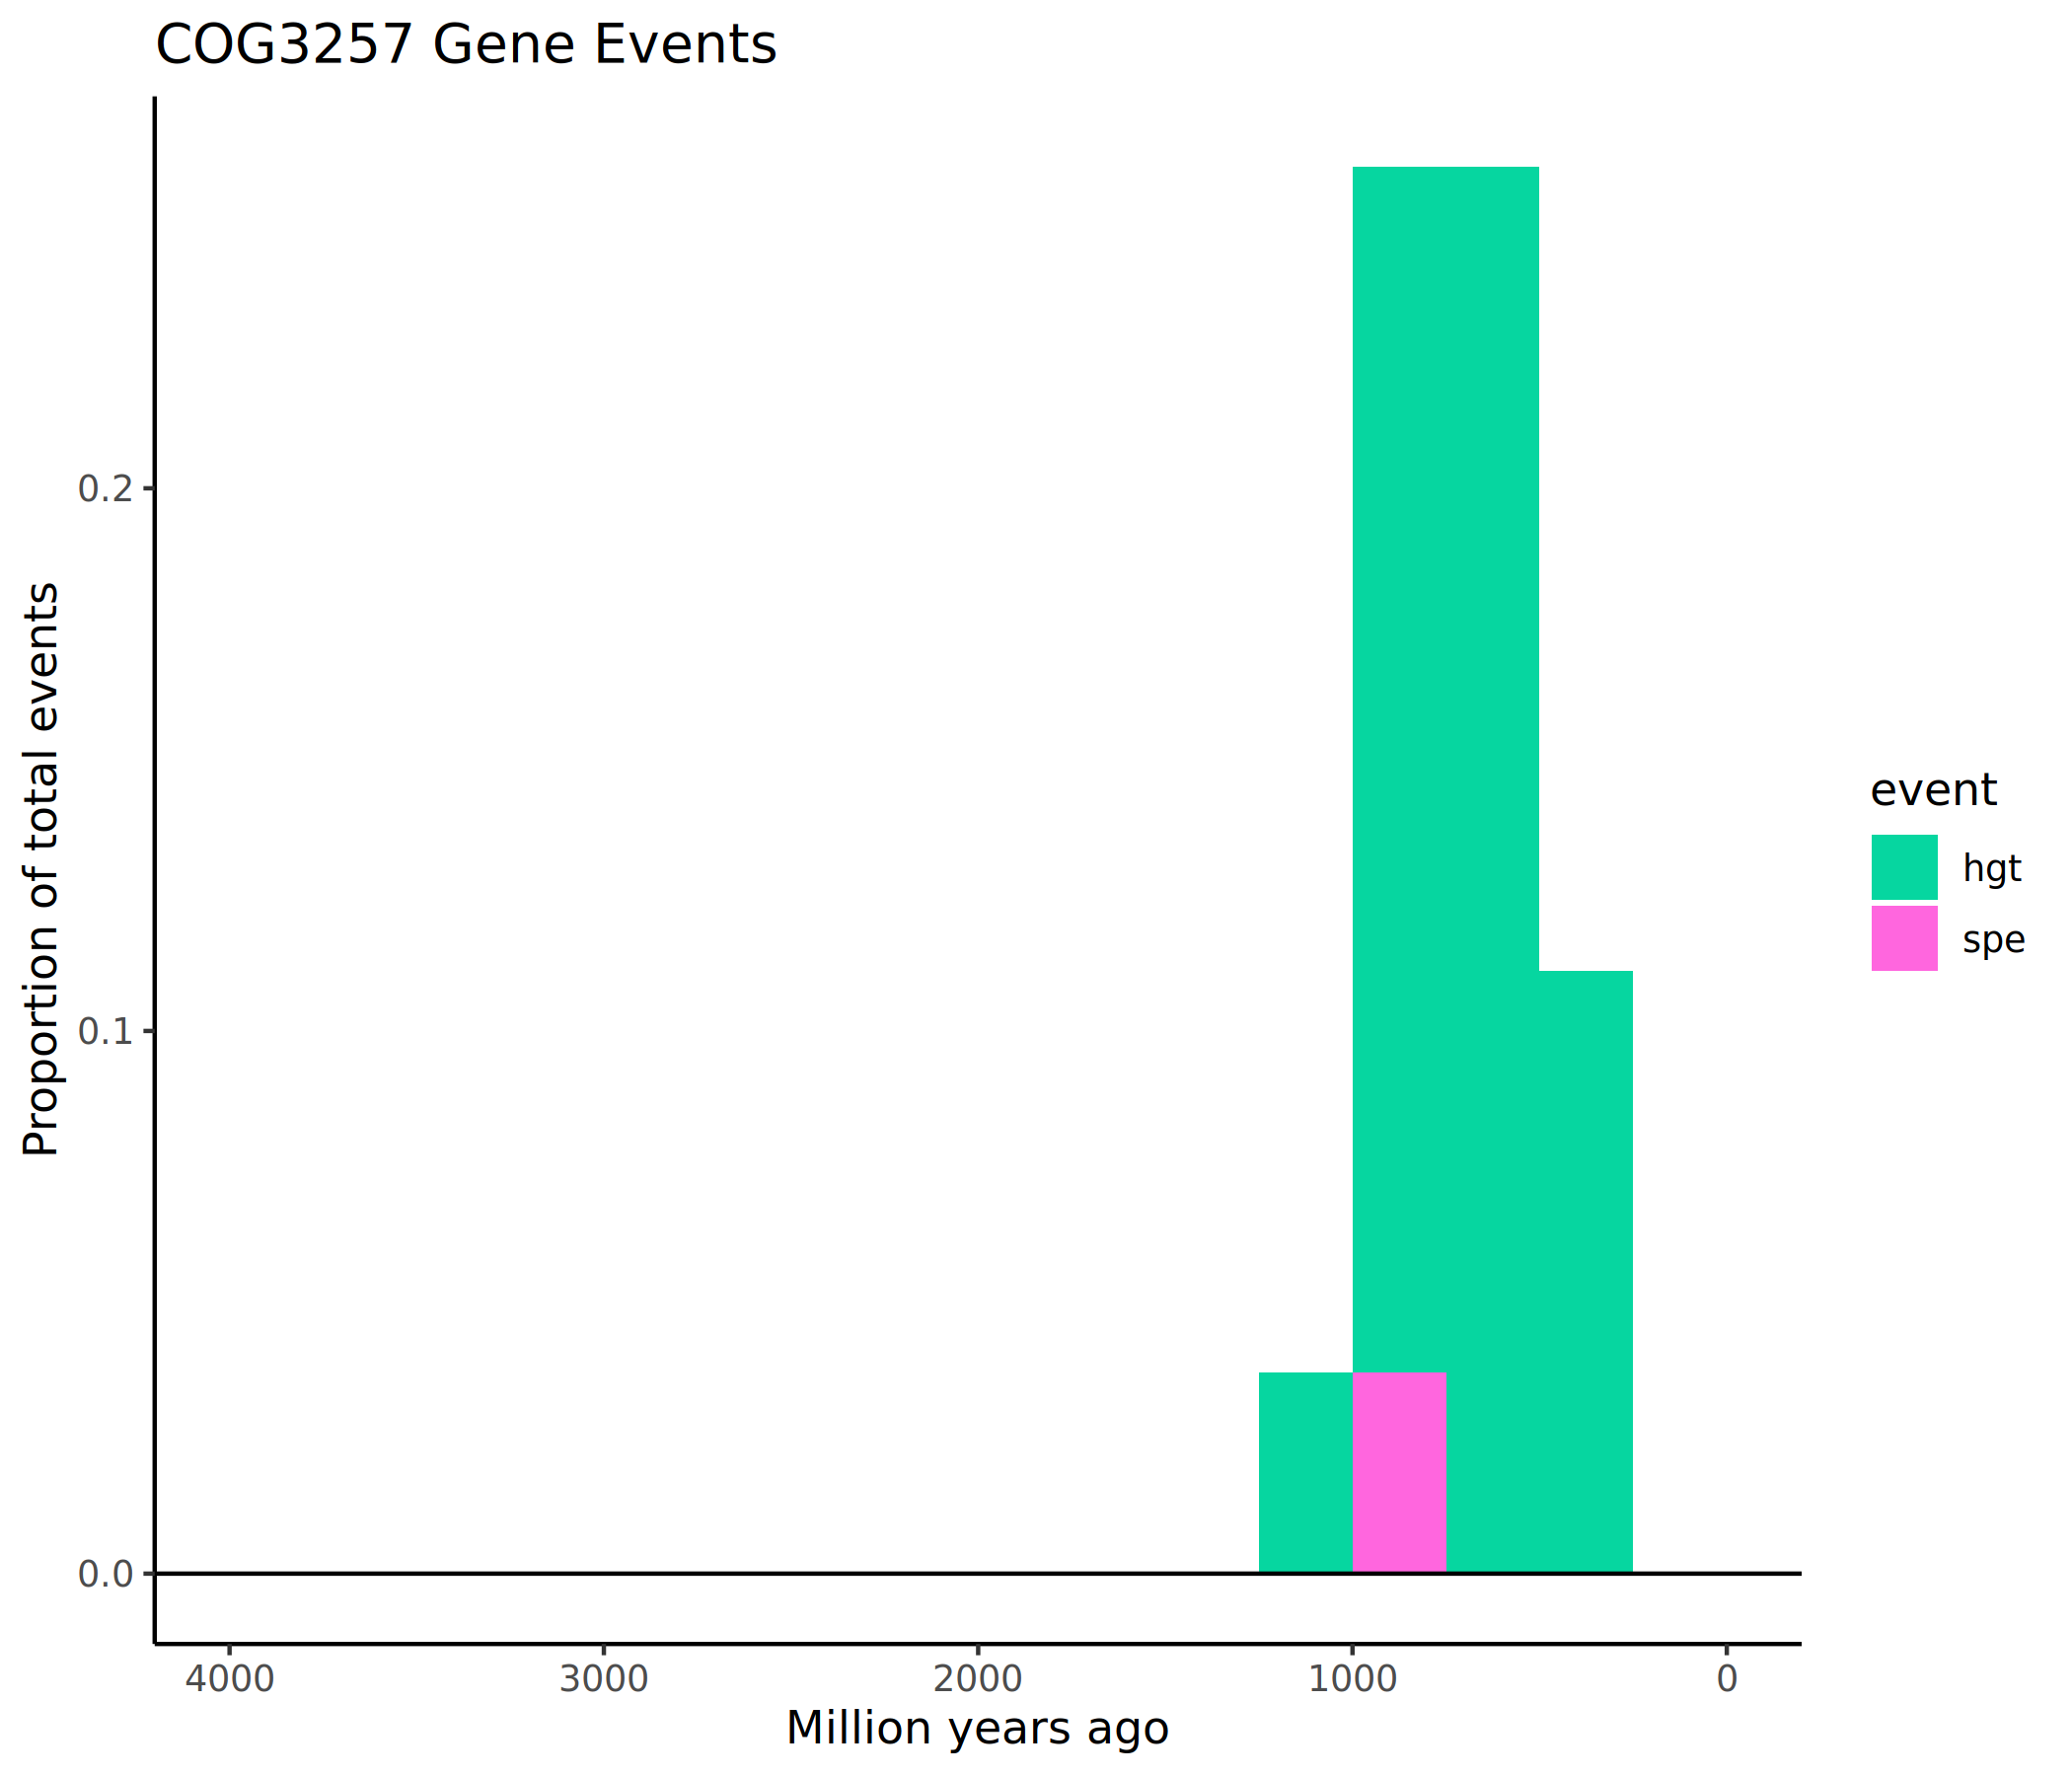 COG3257 Gene Events
Proportion of total events
0.2
0.1
0.0
4000 3000 2000 1000 0
Million years ago
event
hgt
spe